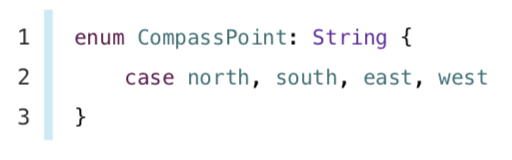 1 enum CompassPoint: String {
2     case north, south, east, west
3 }